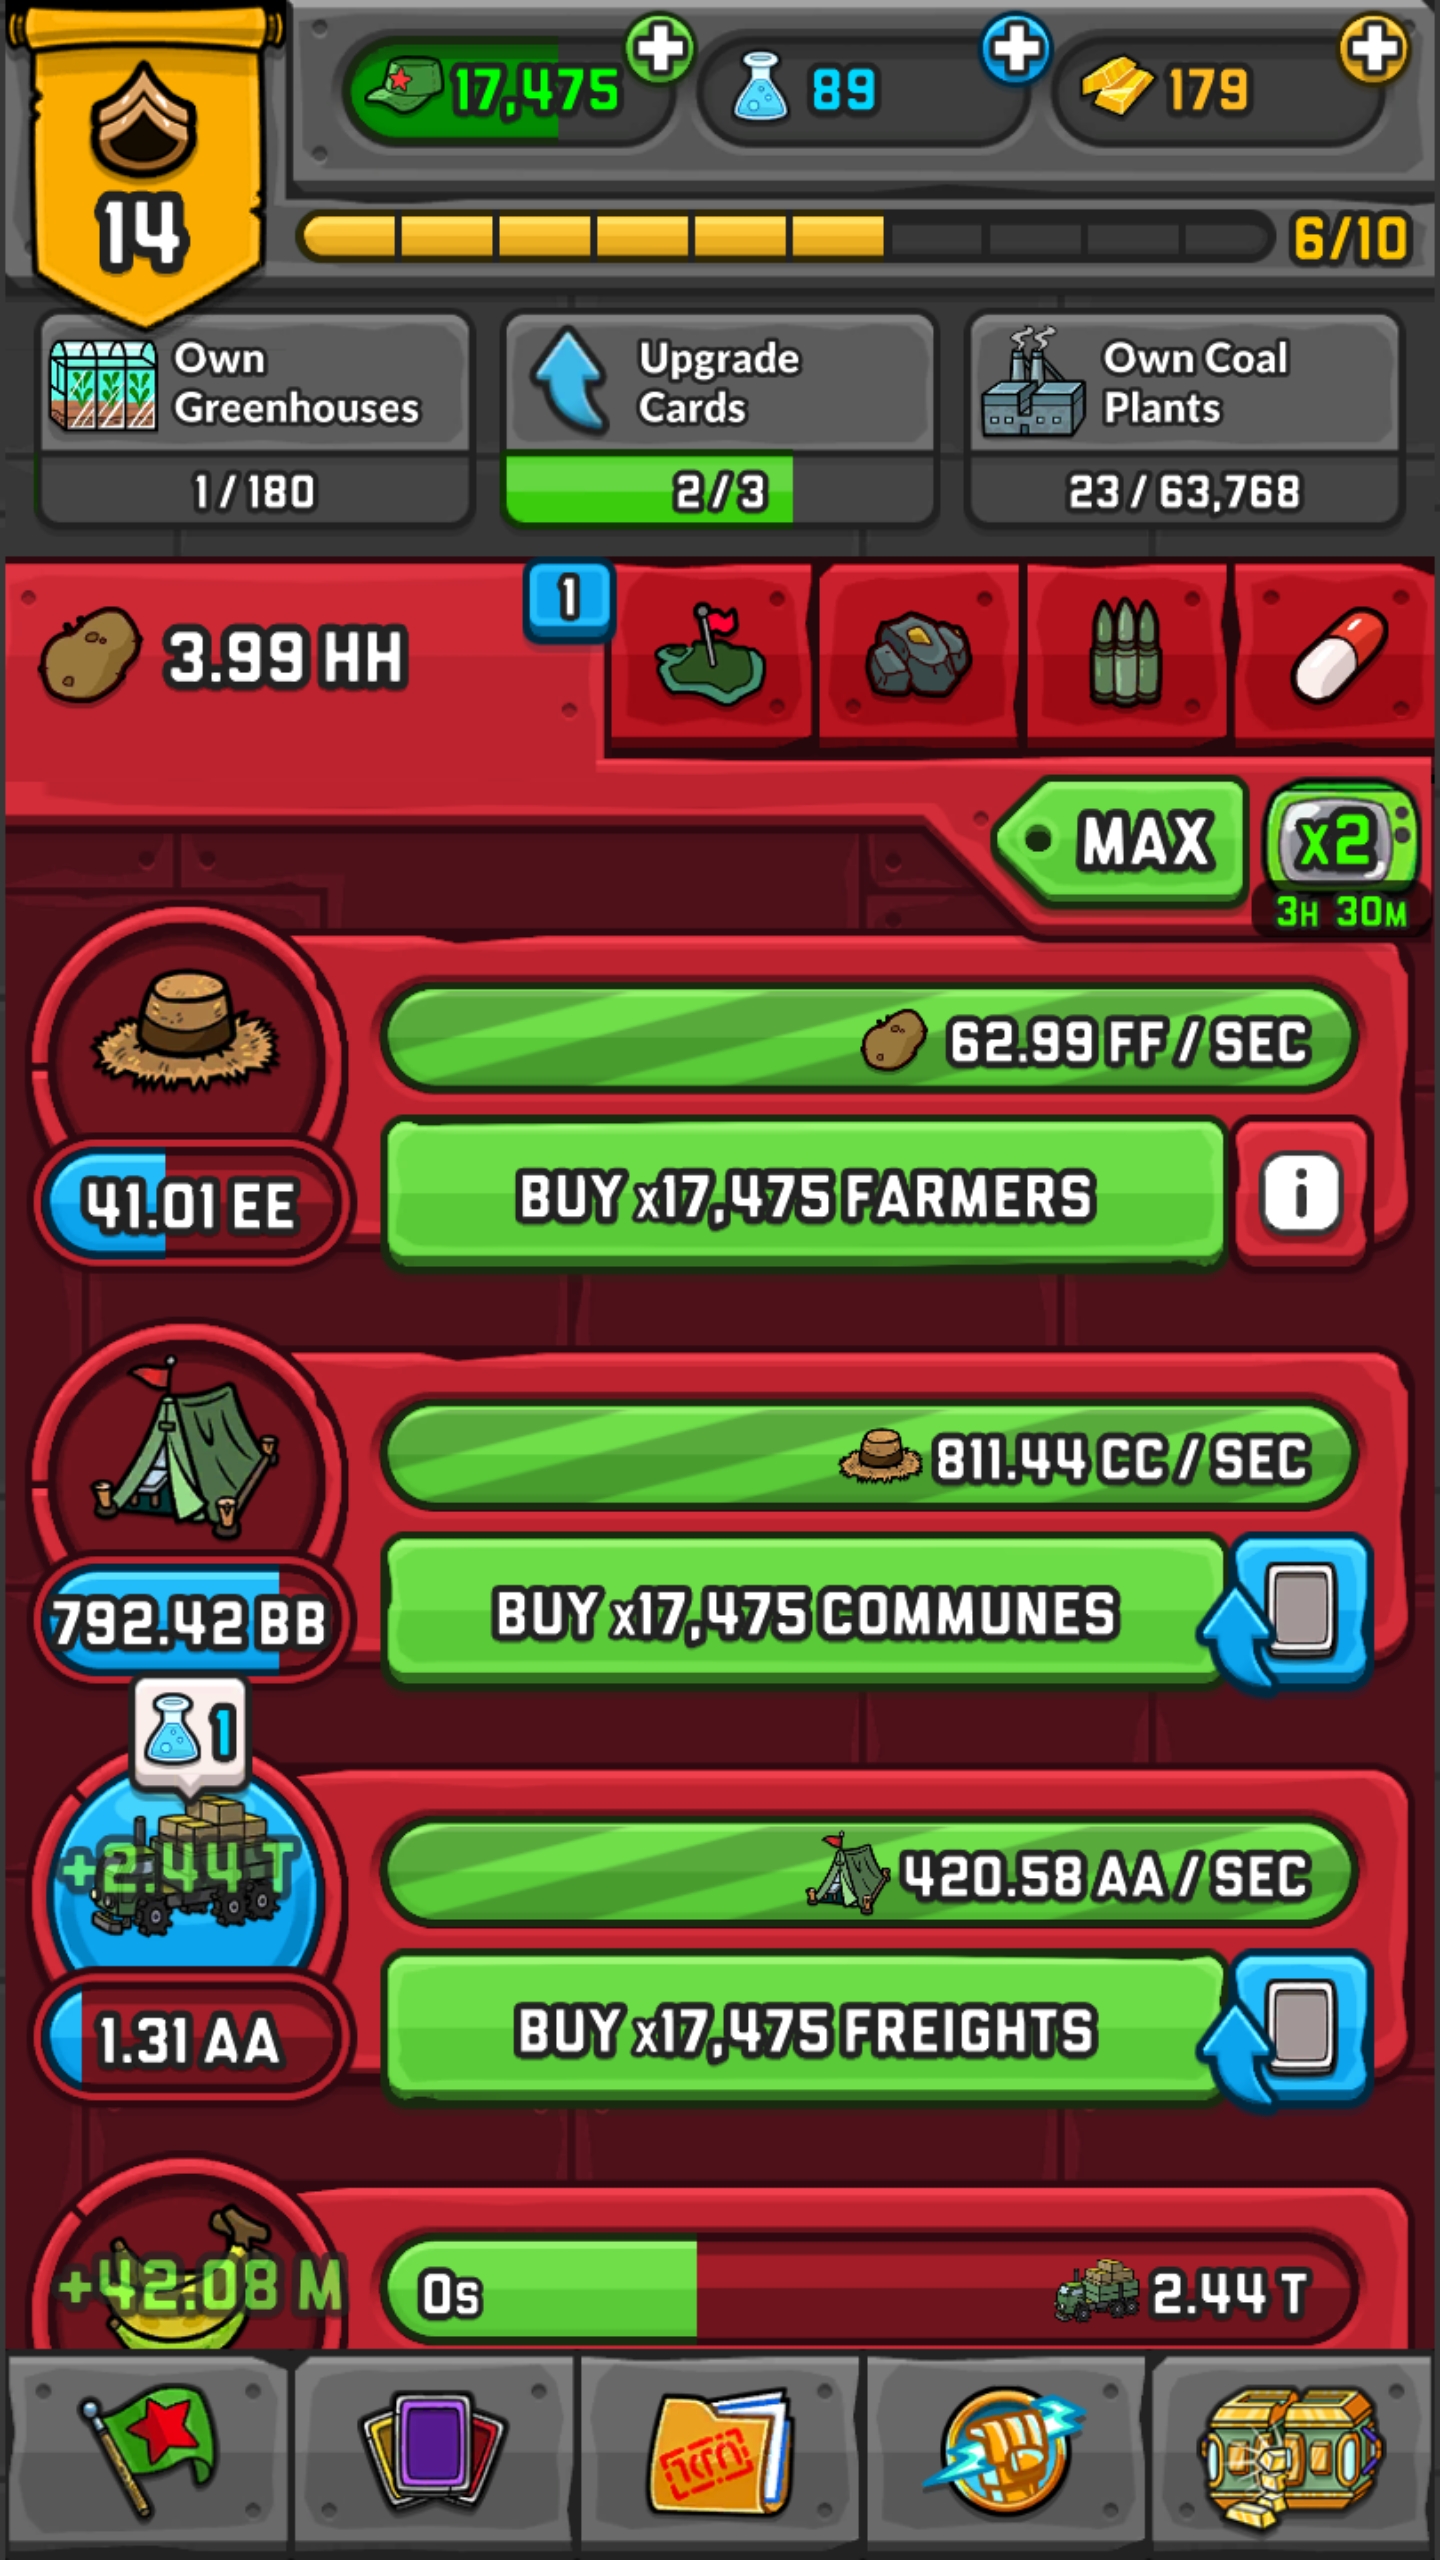 17,475
89
179
14
6/10
Own
Greenhouses
1/180
Upgrade
Cards
2/3
Own Coal
Plants
23/63,768
3.99 HH
1
MAX
x2
3H 30M
62.99 FF / SEC
41.01 EE
BUY x17,475 FARMERS
i
811.44 CC / SEC
792.42 BB
BUY x17,475 COMMUNES
1
+2.44 T
420.58 AA / SEC
1.31 AA
BUY x17,475 FREIGHTS
+42.08 M
0s
2.44 T